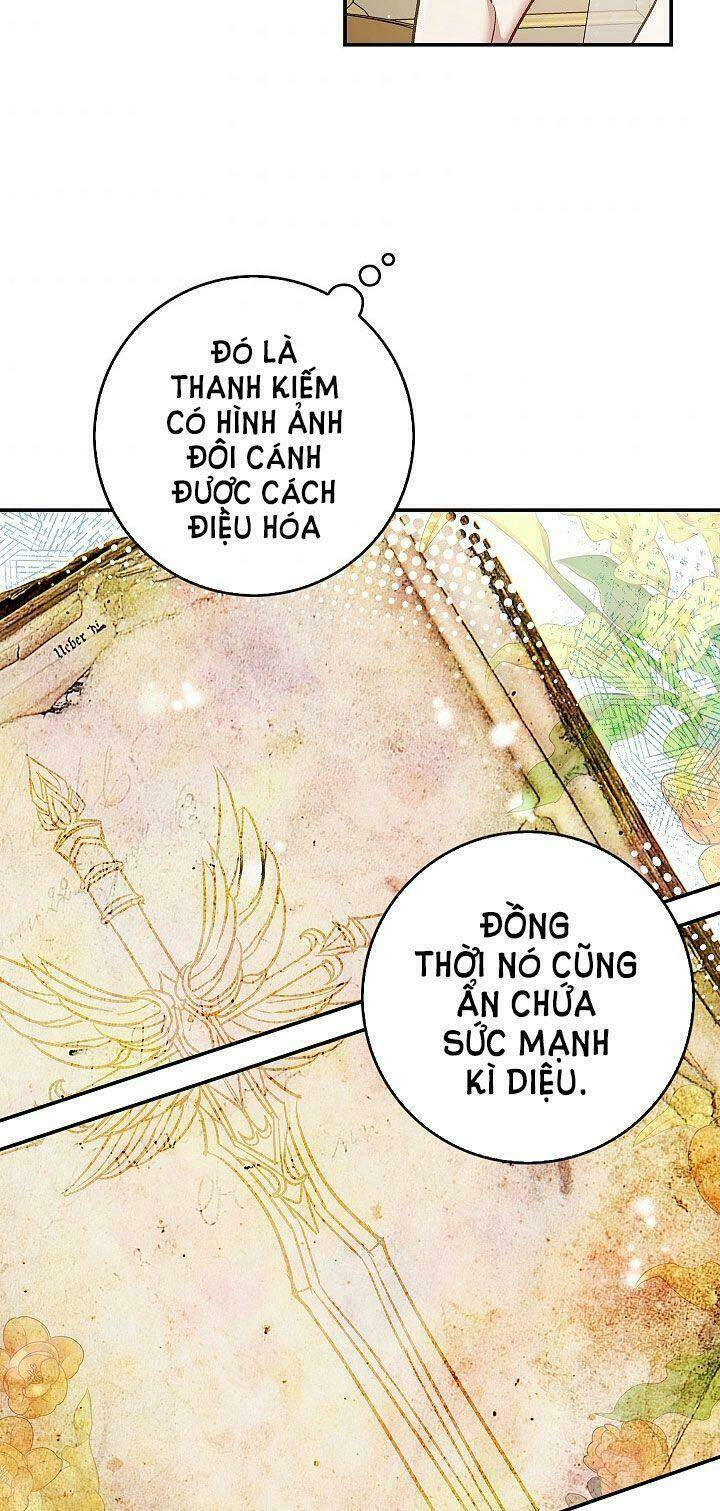 ĐÓ LÀ
THANH KIẾM
CÓ HÌNH ẢNH
ĐÔI CÁNH
ĐƯỢC CÁCH
ĐIỆU HÓA
Ueber
ĐỒNG
THỜI NÓ CŨNG
ẨN CHỨA
SỨC MẠNH
KÌ DIỆU.